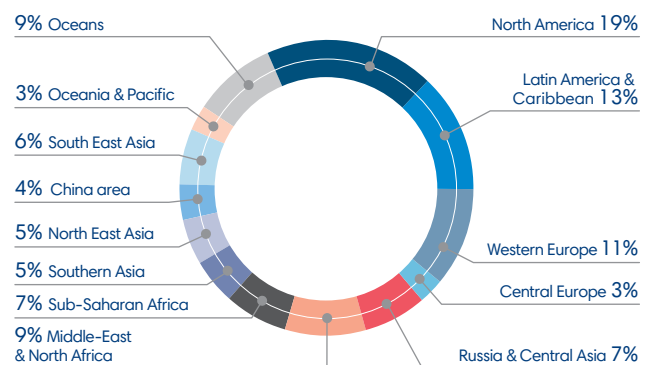 9% Oceans
3% Oceania & Pacific
6% South East Asia
4% China area
5% North East Asia
5% Southern Asia
7% Sub-Saharan Africa
9% Middle-East
& North Africa
North America 19%
Latin America &
Caribbean 13%
Western Europe 11%
Central Europe 3%
Russia & Central Asia 7%